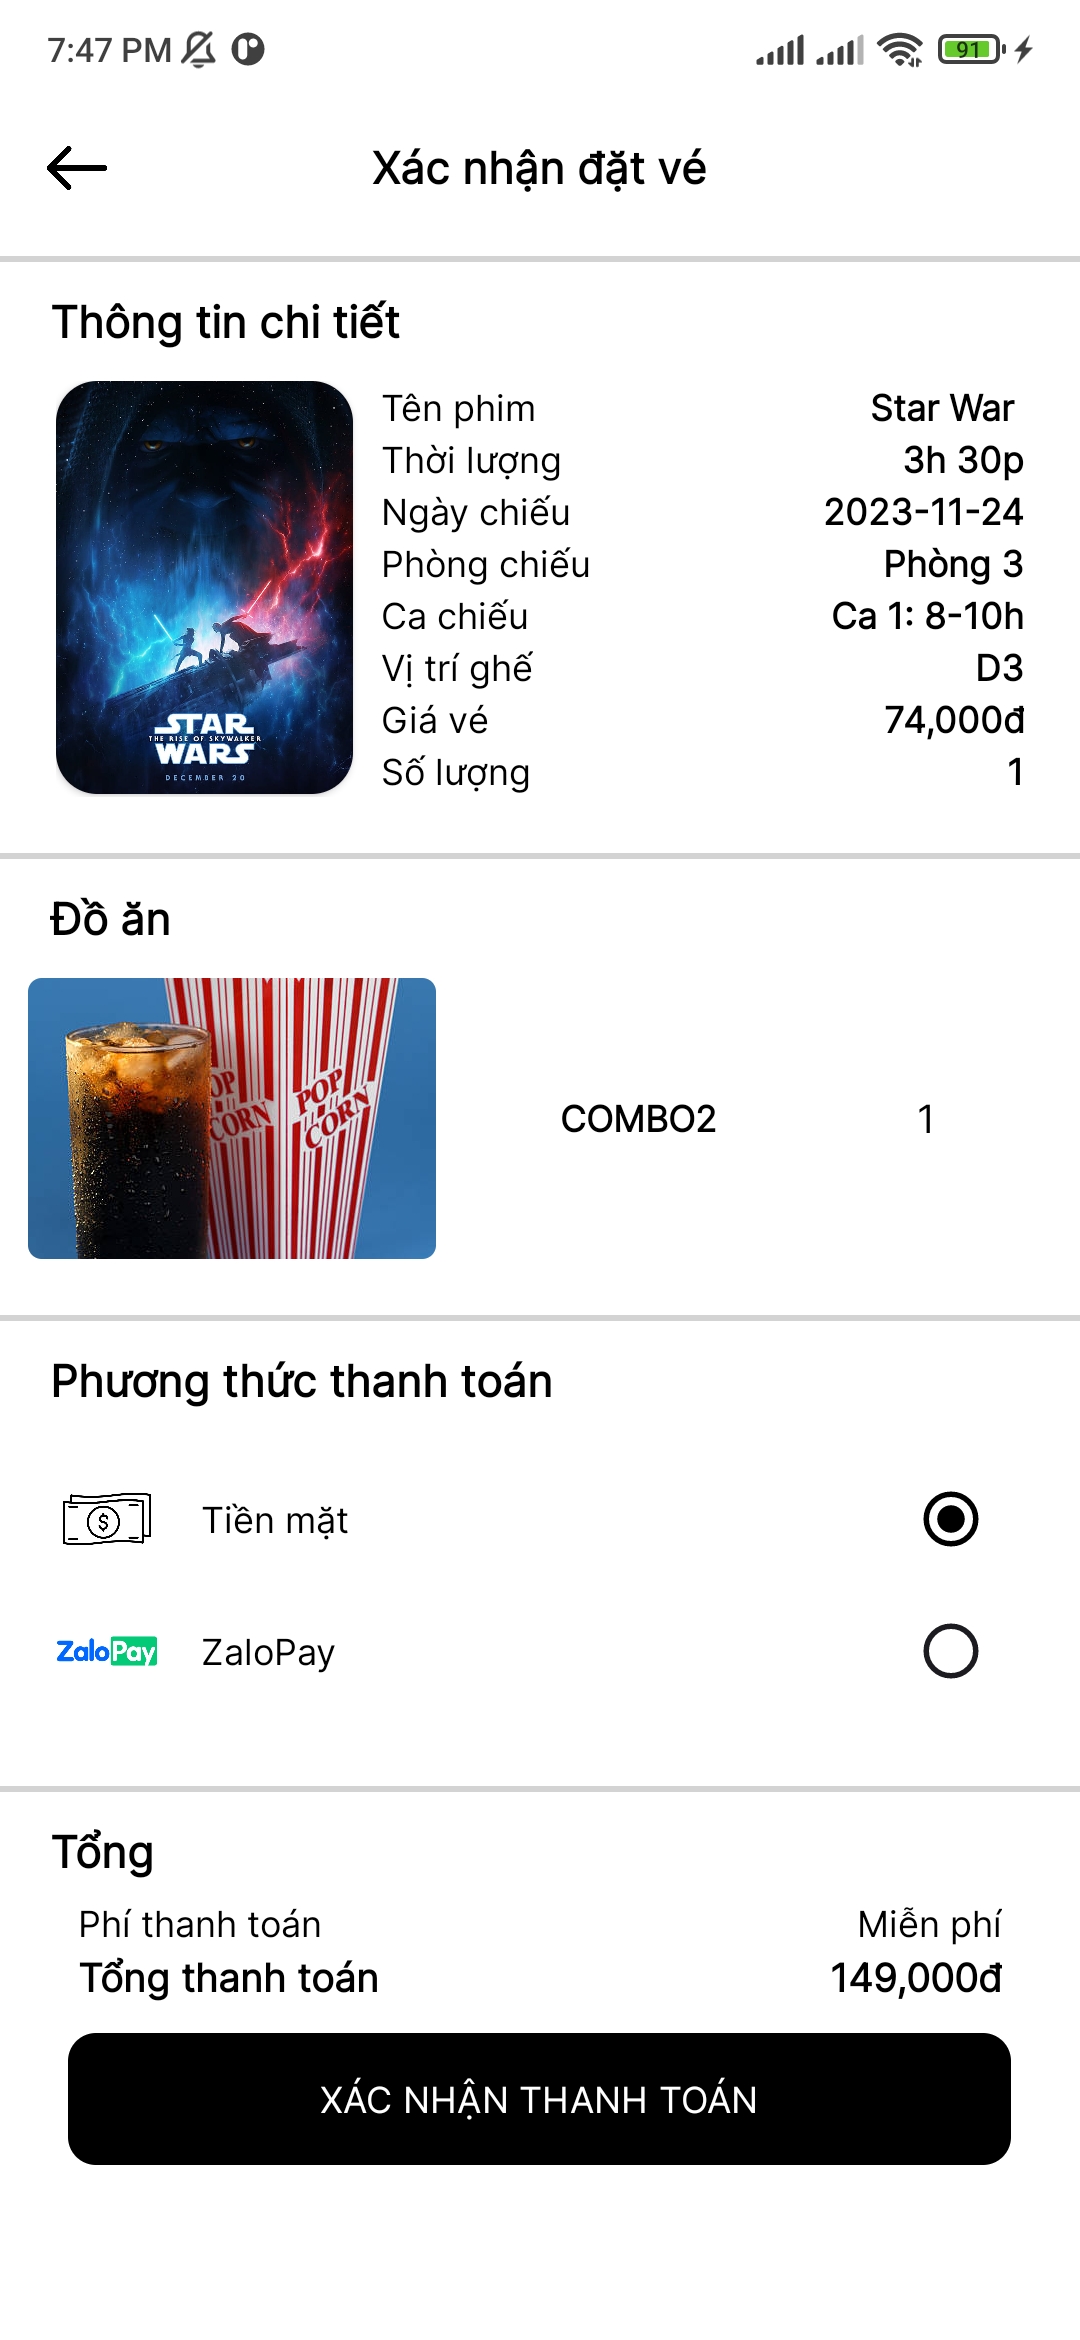 7:47 PM
91
Xác nhận đặt vé
Thông tin chi tiết
STAR
THE RISE OF SKYWALKER
WARS
DECEMBER 20
Tên phim Star War
Thời lượng 3h 30p
Ngày chiếu 2023-11-24
Phòng chiếu Phòng 3
Ca chiếu Ca 1: 8-10h
Vị trí ghế D3
Giá vé 74,000đ
Số lượng 1
Đồ ăn
POP
CORN
COMBO2 1
Phương thức thanh toán
$ Tiền mặt
ZaloPay ZaloPay
Tổng
Phí thanh toán Miễn phí
Tổng thanh toán 149,000đ
XÁC NHẬN THANH TOÁN